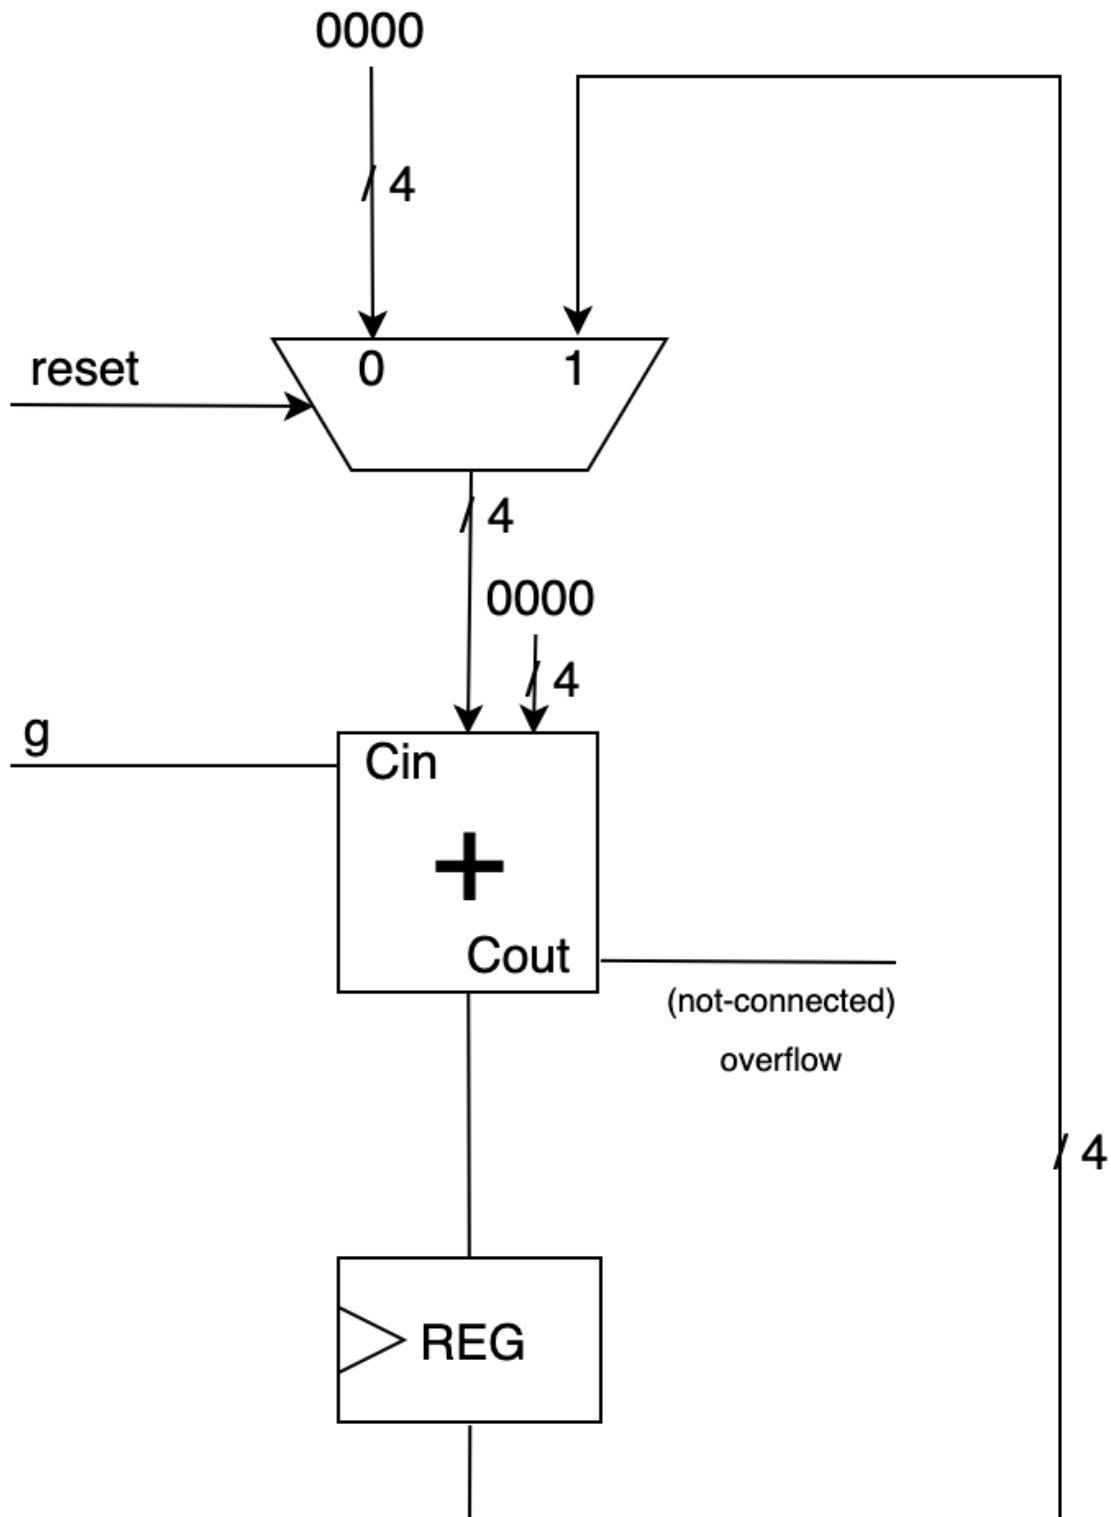 0000
/ 4
reset
0 1
/ 4
0000
/ 4
g
Cin
+
Cout
(not-connected)
overflow
/ 4
REG